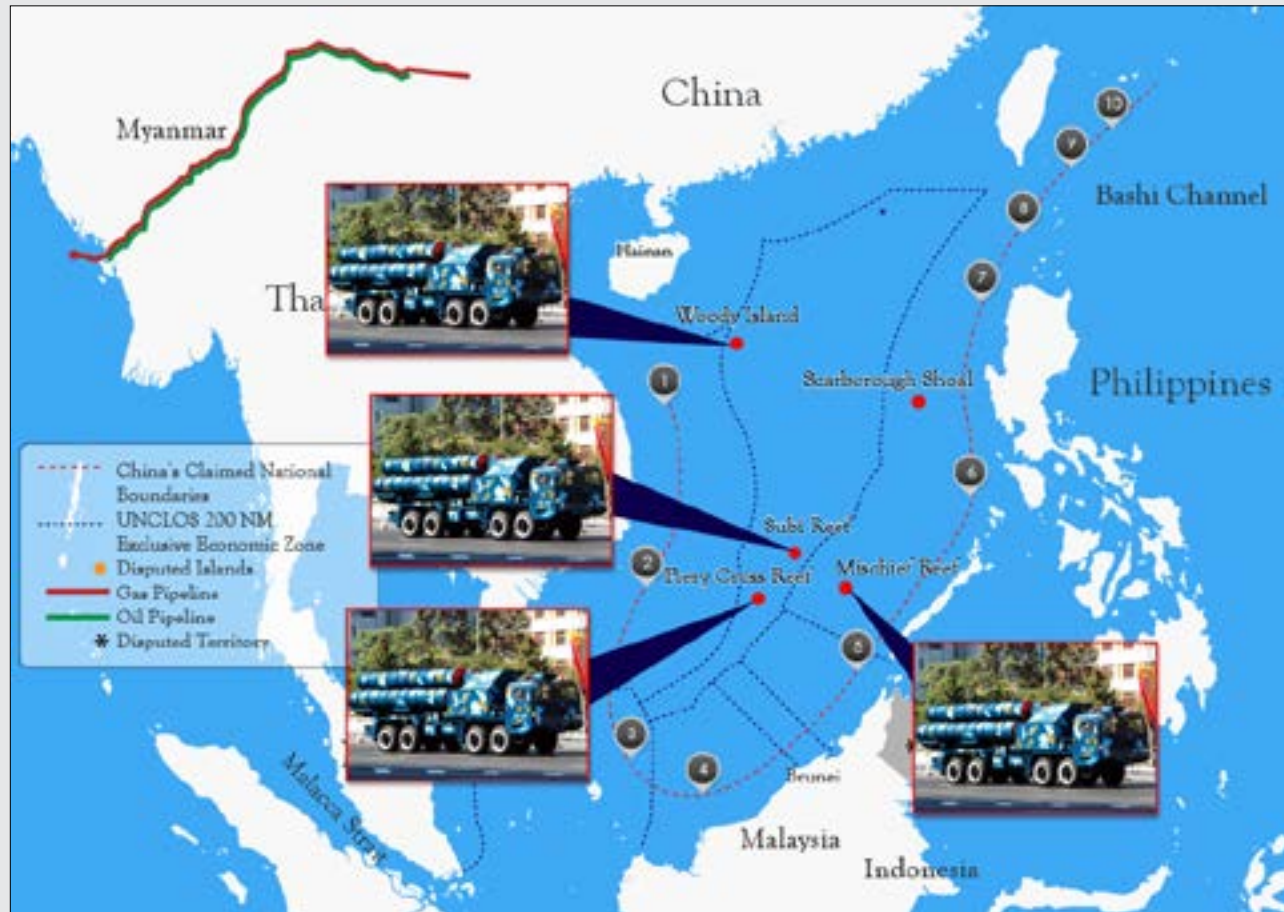 China
Myanmar
10
9
Bashi Channel
8
Hainan
7
Tha
Woody Island
1
Scarborough Shoal
Philippines
China's Claimed National
Boundaries
UNCLOS 200 NM
Exclusive Economic Zone
Disputed Islands
Gas Pipeline
Oil Pipeline
* Disputed Territory
6
Subi Reef
2
Fiery Cross Reef
Mischief Reef
5
3
4
Brunei
Malacca Strait
Malaysia
Indonesia
*